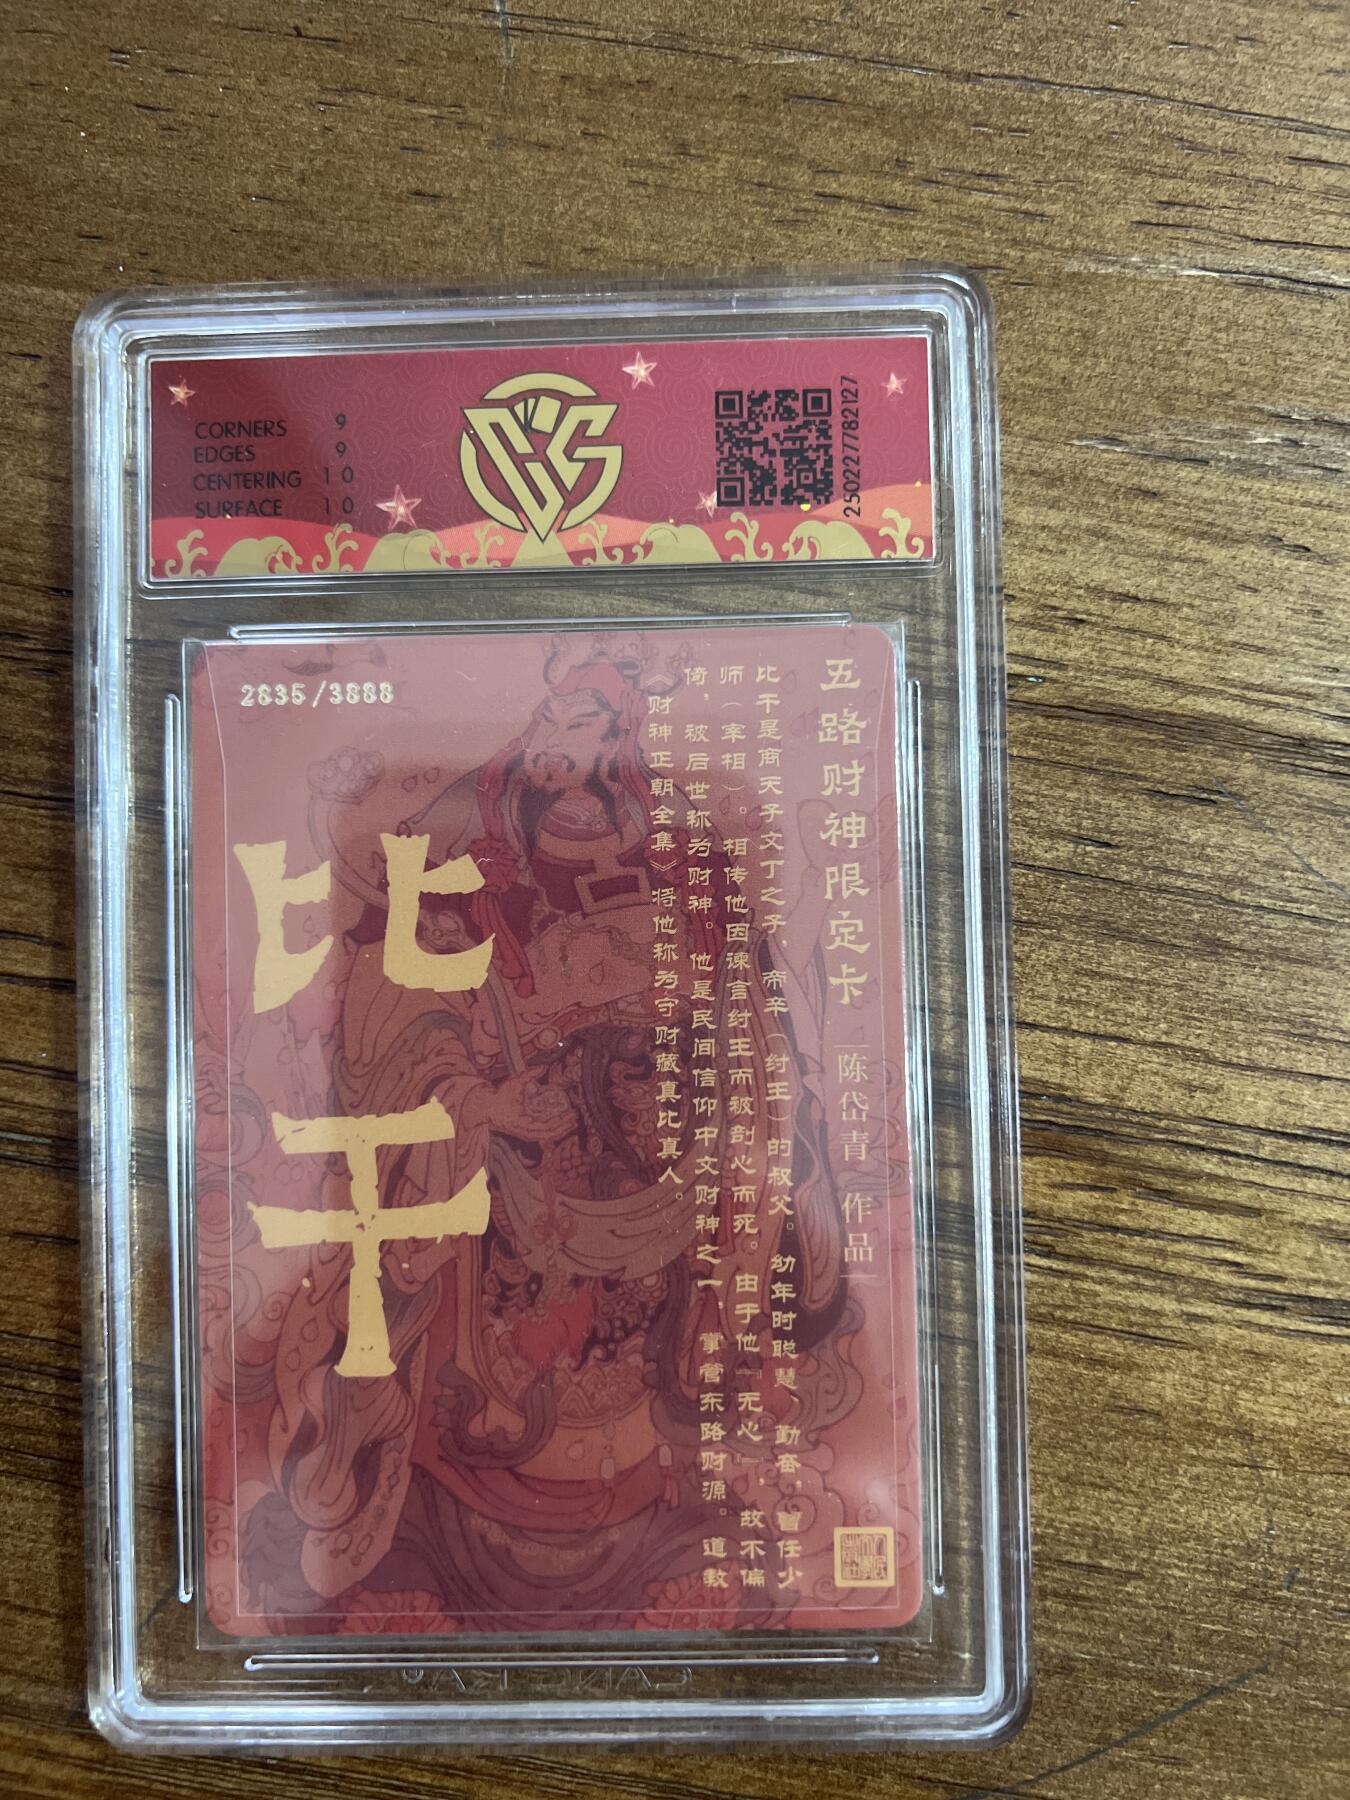 CORNERS 9
EDGES 9
CENTERING 10
SURFACE 10
2502277782127
2835/3888
五路财神限定卡
陈岱青 作品
比干是商天子文丁之子，帝辛（纣王）的叔父。幼年时聪慧、勤奋，曾任少
师（宰相）。相传他因谏言纣王而被剖心而死。由于他『无心』，故不偏
倚，被后世称为财神。他是民间信仰中文财神之一，掌管东路财源。道教
《财神正朝全集》将他称为守财藏真比真人。
比干